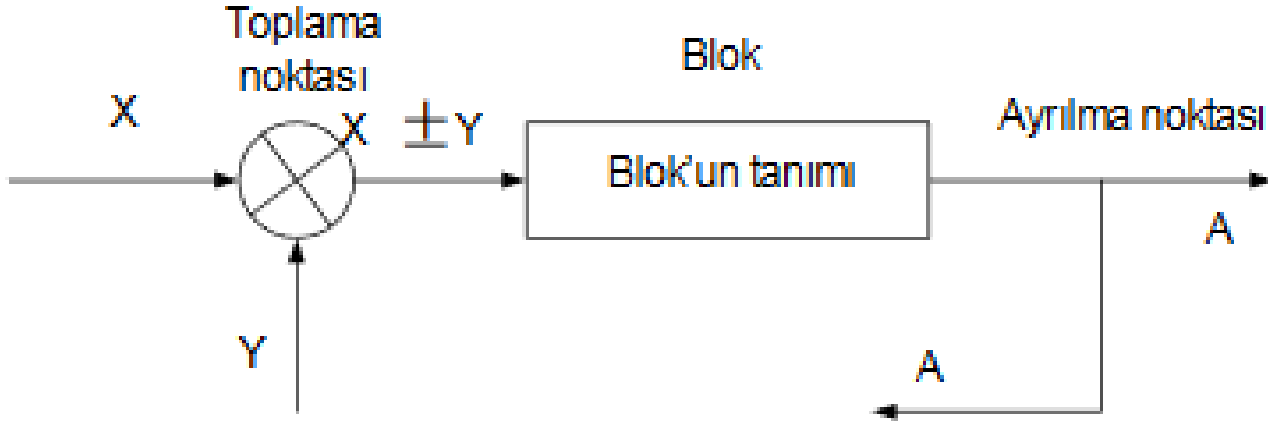 Toplama
noktası
Blok
X
X ±Y
Ayrılma noktası
Blok'un tanımı
A
Y
A